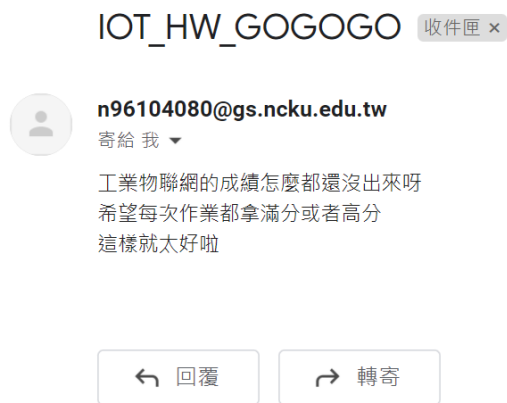 IOT_HW_GOGOGO 收件匣 ×
n96104080@gs.ncku.edu.tw
寄給 我
工業物聯網的成績怎麼都還沒出來呀
希望每次作業都拿滿分或者高分
這樣就太好啦
回覆 轉寄